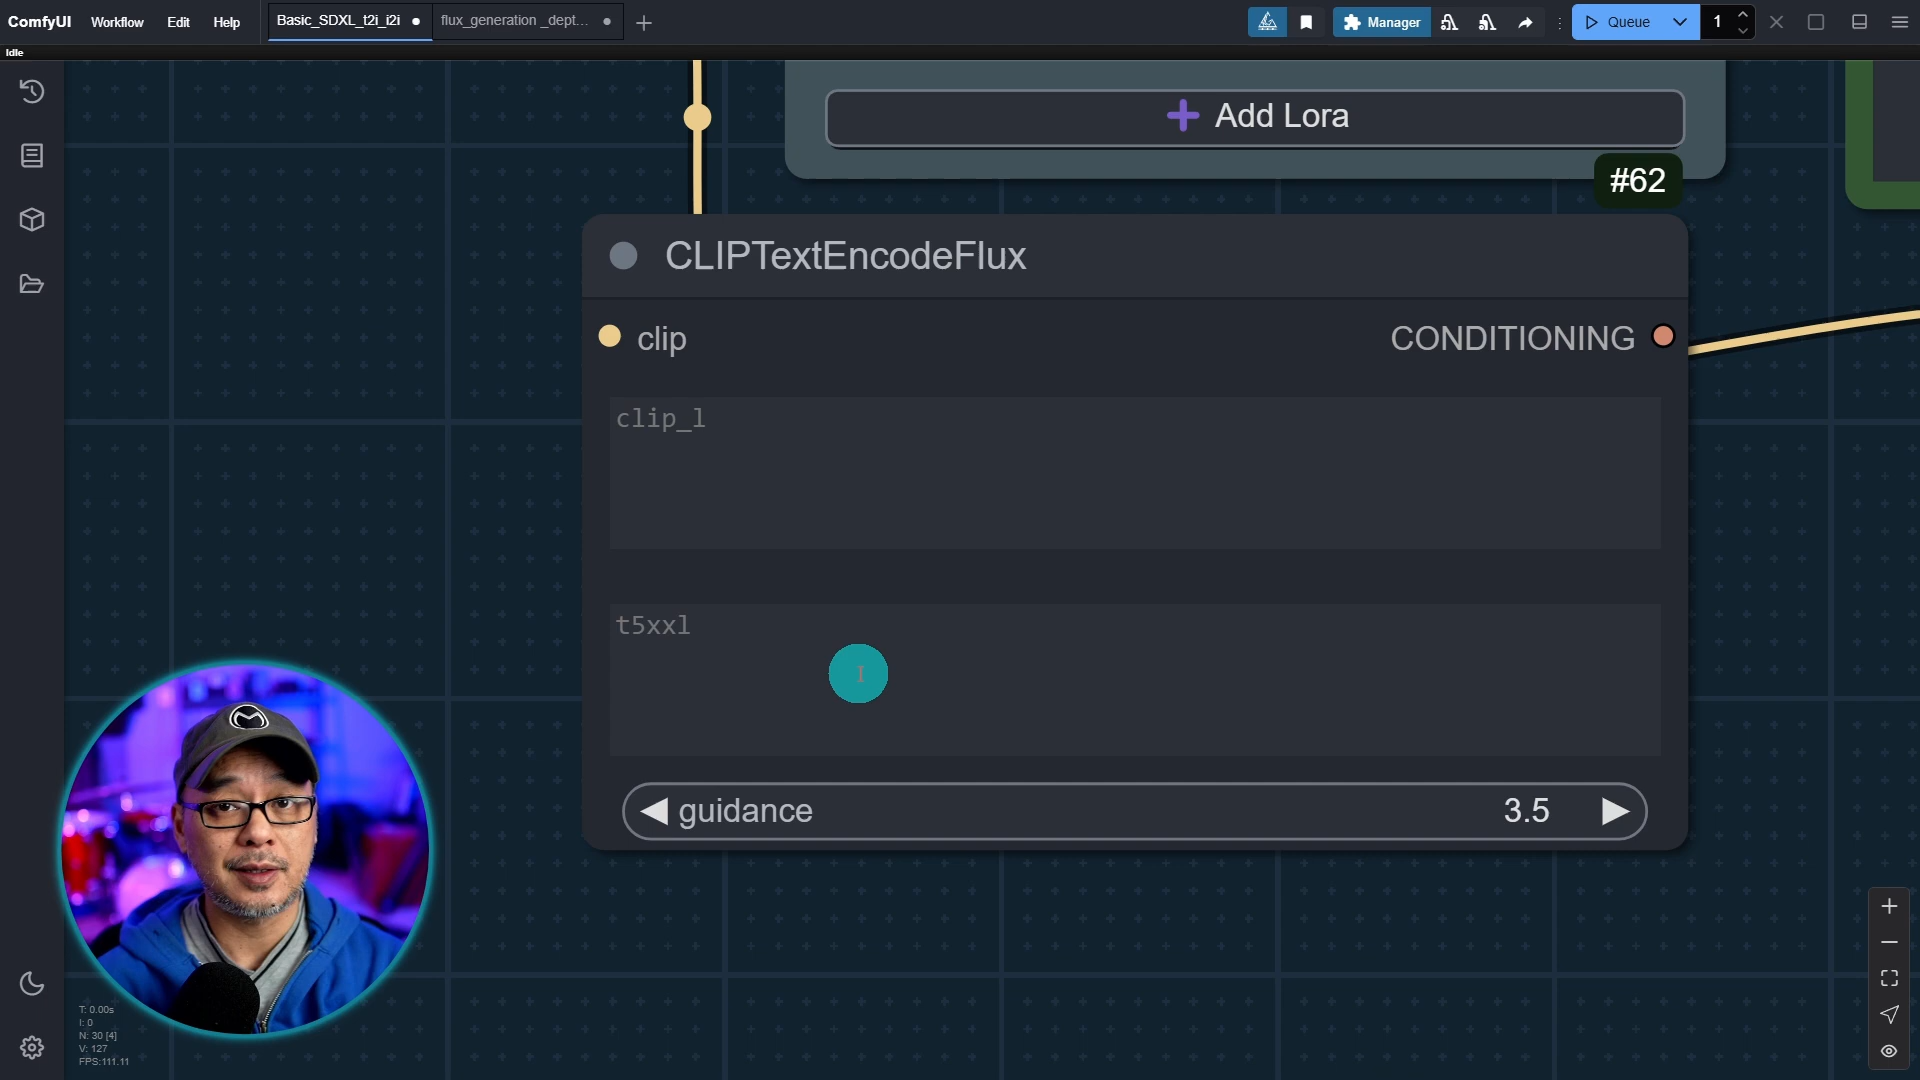 ComfyUI Workflow Edit Help Basic_SDXL_t2i_i2i flux_generation _dept... Manager Queue 1
Idle
Add Lora
#62
CLIPTextEncodeFlux
clip CONDITIONING
clip_l
t5xxl
guidance 3.5
T: 0.00s
I: 0
N: 30 [4]
V: 127
FPS:111.11